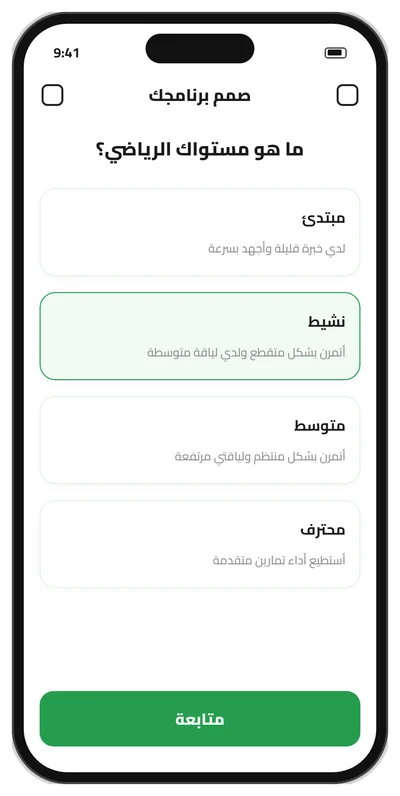 9:41
صمم برنامجك
ما هو مستواك الرياضي؟
مبتدئ
لدي خبرة قليلة وأجهد بسرعة
نشيط
أتمرن بشكل متقطع ولدي لياقة متوسطة
متوسط
أتمرن بشكل منتظم ولياقتي مرتفعة
محترف
أستطيع أداء تمارين متقدمة
متابعة